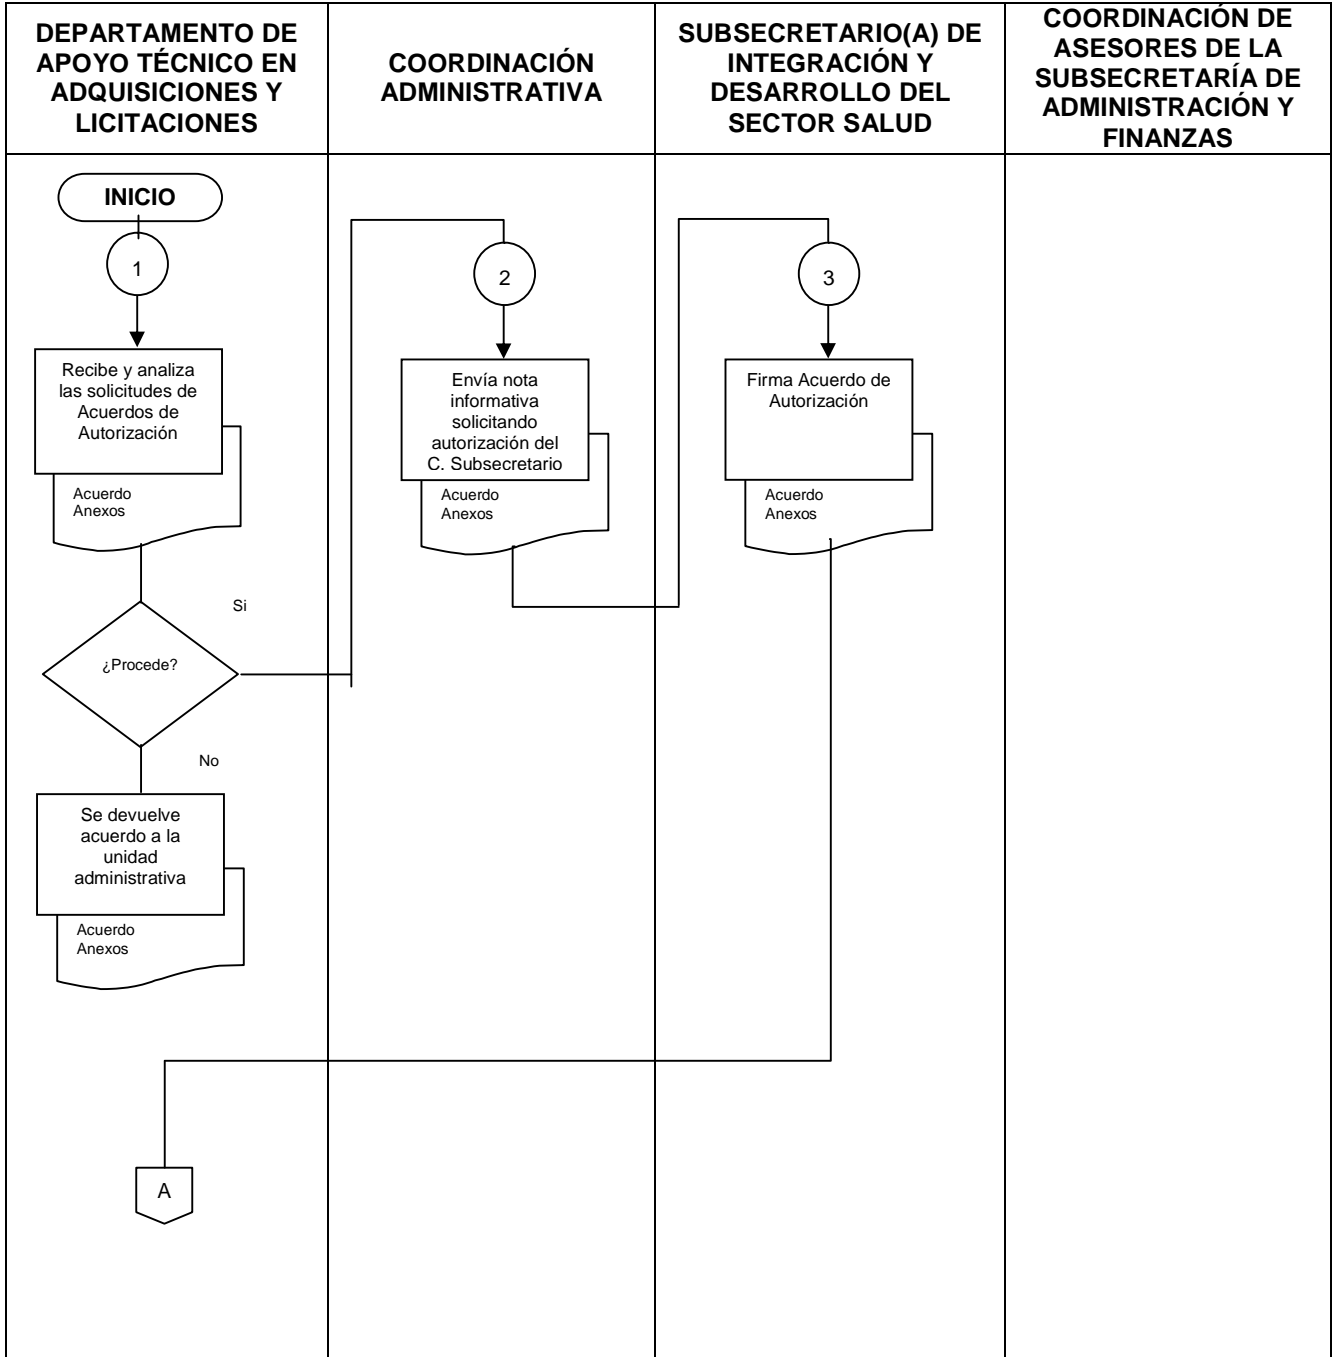 DEPARTAMENTO DE
APOYO TÉCNICO EN
ADQUISICIONES Y
LICITACIONES
COORDINACIÓN
ADMINISTRATIVA
SUBSECRETARIO(A) DE
INTEGRACIÓN Y
DESARROLLO DEL
SECTOR SALUD
COORDINACIÓN DE
ASESORES DE LA
SUBSECRETARÍA DE
ADMINISTRACIÓN Y
FINANZAS
INICIO
1
Recibe y analiza
las solicitudes de
Acuerdos de
Autorización
Acuerdo
Anexos
¿Procede?
Si
No
Se devuelve
acuerdo a la
unidad
administrativa
Acuerdo
Anexos
A
2
Envía nota
informativa
solicitando
autorización del
C. Subsecretario
Acuerdo
Anexos
3
Firma Acuerdo de
Autorización
Acuerdo
Anexos